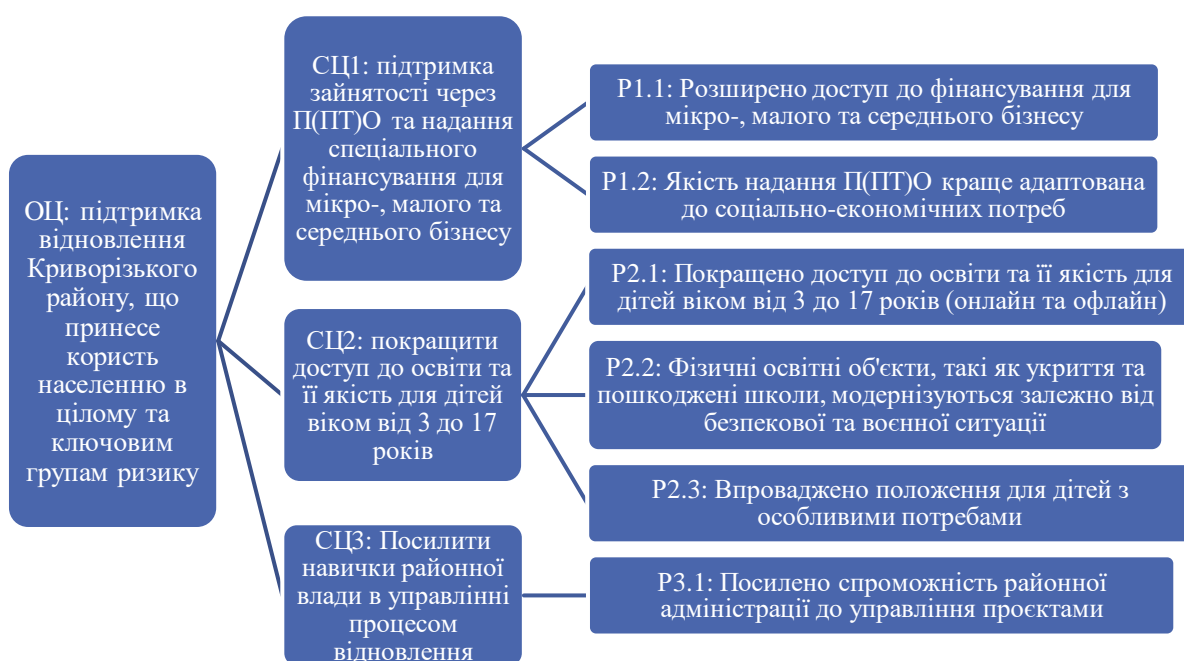 ОЦ: підтримка
відновлення
Криворізького
району, що
принесе
користь
населенню в
цілому та
ключовим
групам ризику
СЦ1: підтримка
зайнятості через
П(ПТ)О та надання
спеціального
фінансування для
мікро-, малого та
середнього бізнесу
Р1.1: Розширено доступ до фінансування для
мікро-, малого та середнього бізнесу
Р1.2: Якість надання П(ПТ)О краще адаптована
до соціально-економічних потреб
СЦ2: покращити
доступ до освіти та
її якість для дітей
віком від 3 до 17
років
Р2.1: Покращено доступ до освіти та її якість для
дітей віком від 3 до 17 років (онлайн та офлайн)
Р2.2: Фізичні освітні об'єкти, такі як укриття та
пошкоджені школи, модернізуються залежно від
безпекової та воєнної ситуації
Р2.3: Впроваджено положення для дітей з
особливими потребами
СЦ3: Посилити
навички районної
влади в управлінні
процесом
відновлення
Р3.1: Посилено спроможність районної
адміністрації до управління проєктами